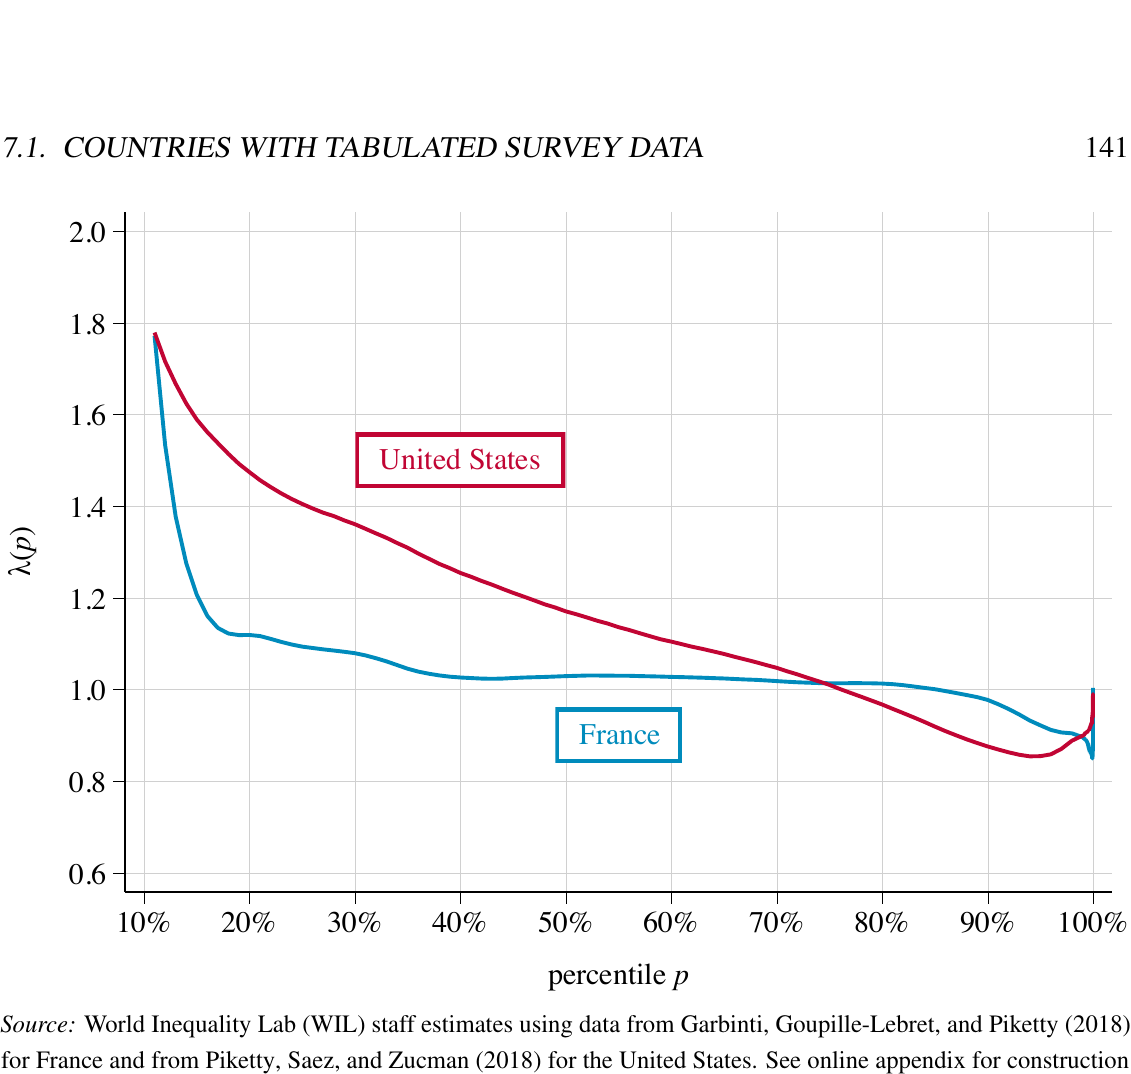 7.1. COUNTRIES WITH TABULATED SURVEY DATA 141
2.0
1.8
1.6
United States
1.4
λ(p)
1.2
1.0
France
0.8
0.6
10% 20% 30% 40% 50% 60% 70% 80% 90% 100%
percentile p
Source: World Inequality Lab (WIL) staff estimates using data from Garbinti, Goupille-Lebret, and Piketty (2018)
for France and from Piketty, Saez, and Zucman (2018) for the United States. See online appendix for construction